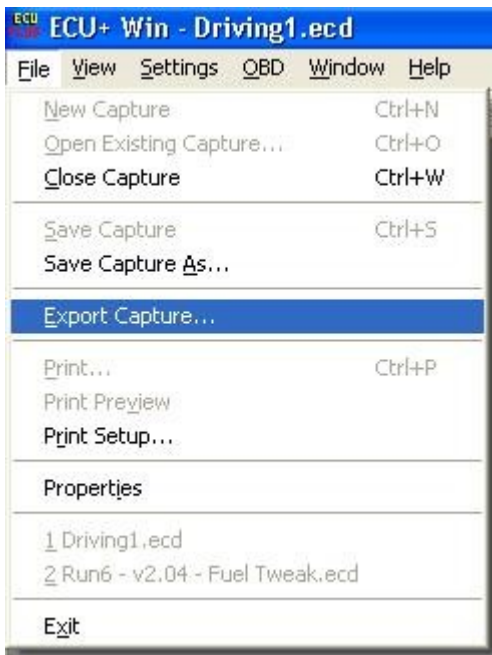 ECU+ Win - Driving1.ecd
File View Settings OBD Window Help
New Capture Ctrl+N
Open Existing Capture... Ctrl+O
Close Capture Ctrl+W
Save Capture Ctrl+S
Save Capture As...
Export Capture...
Print... Ctrl+P
Print Preview
Print Setup...
Properties
1 Driving1.ecd
2 Run6 - v2.04 - Fuel Tweak.ecd
Exit